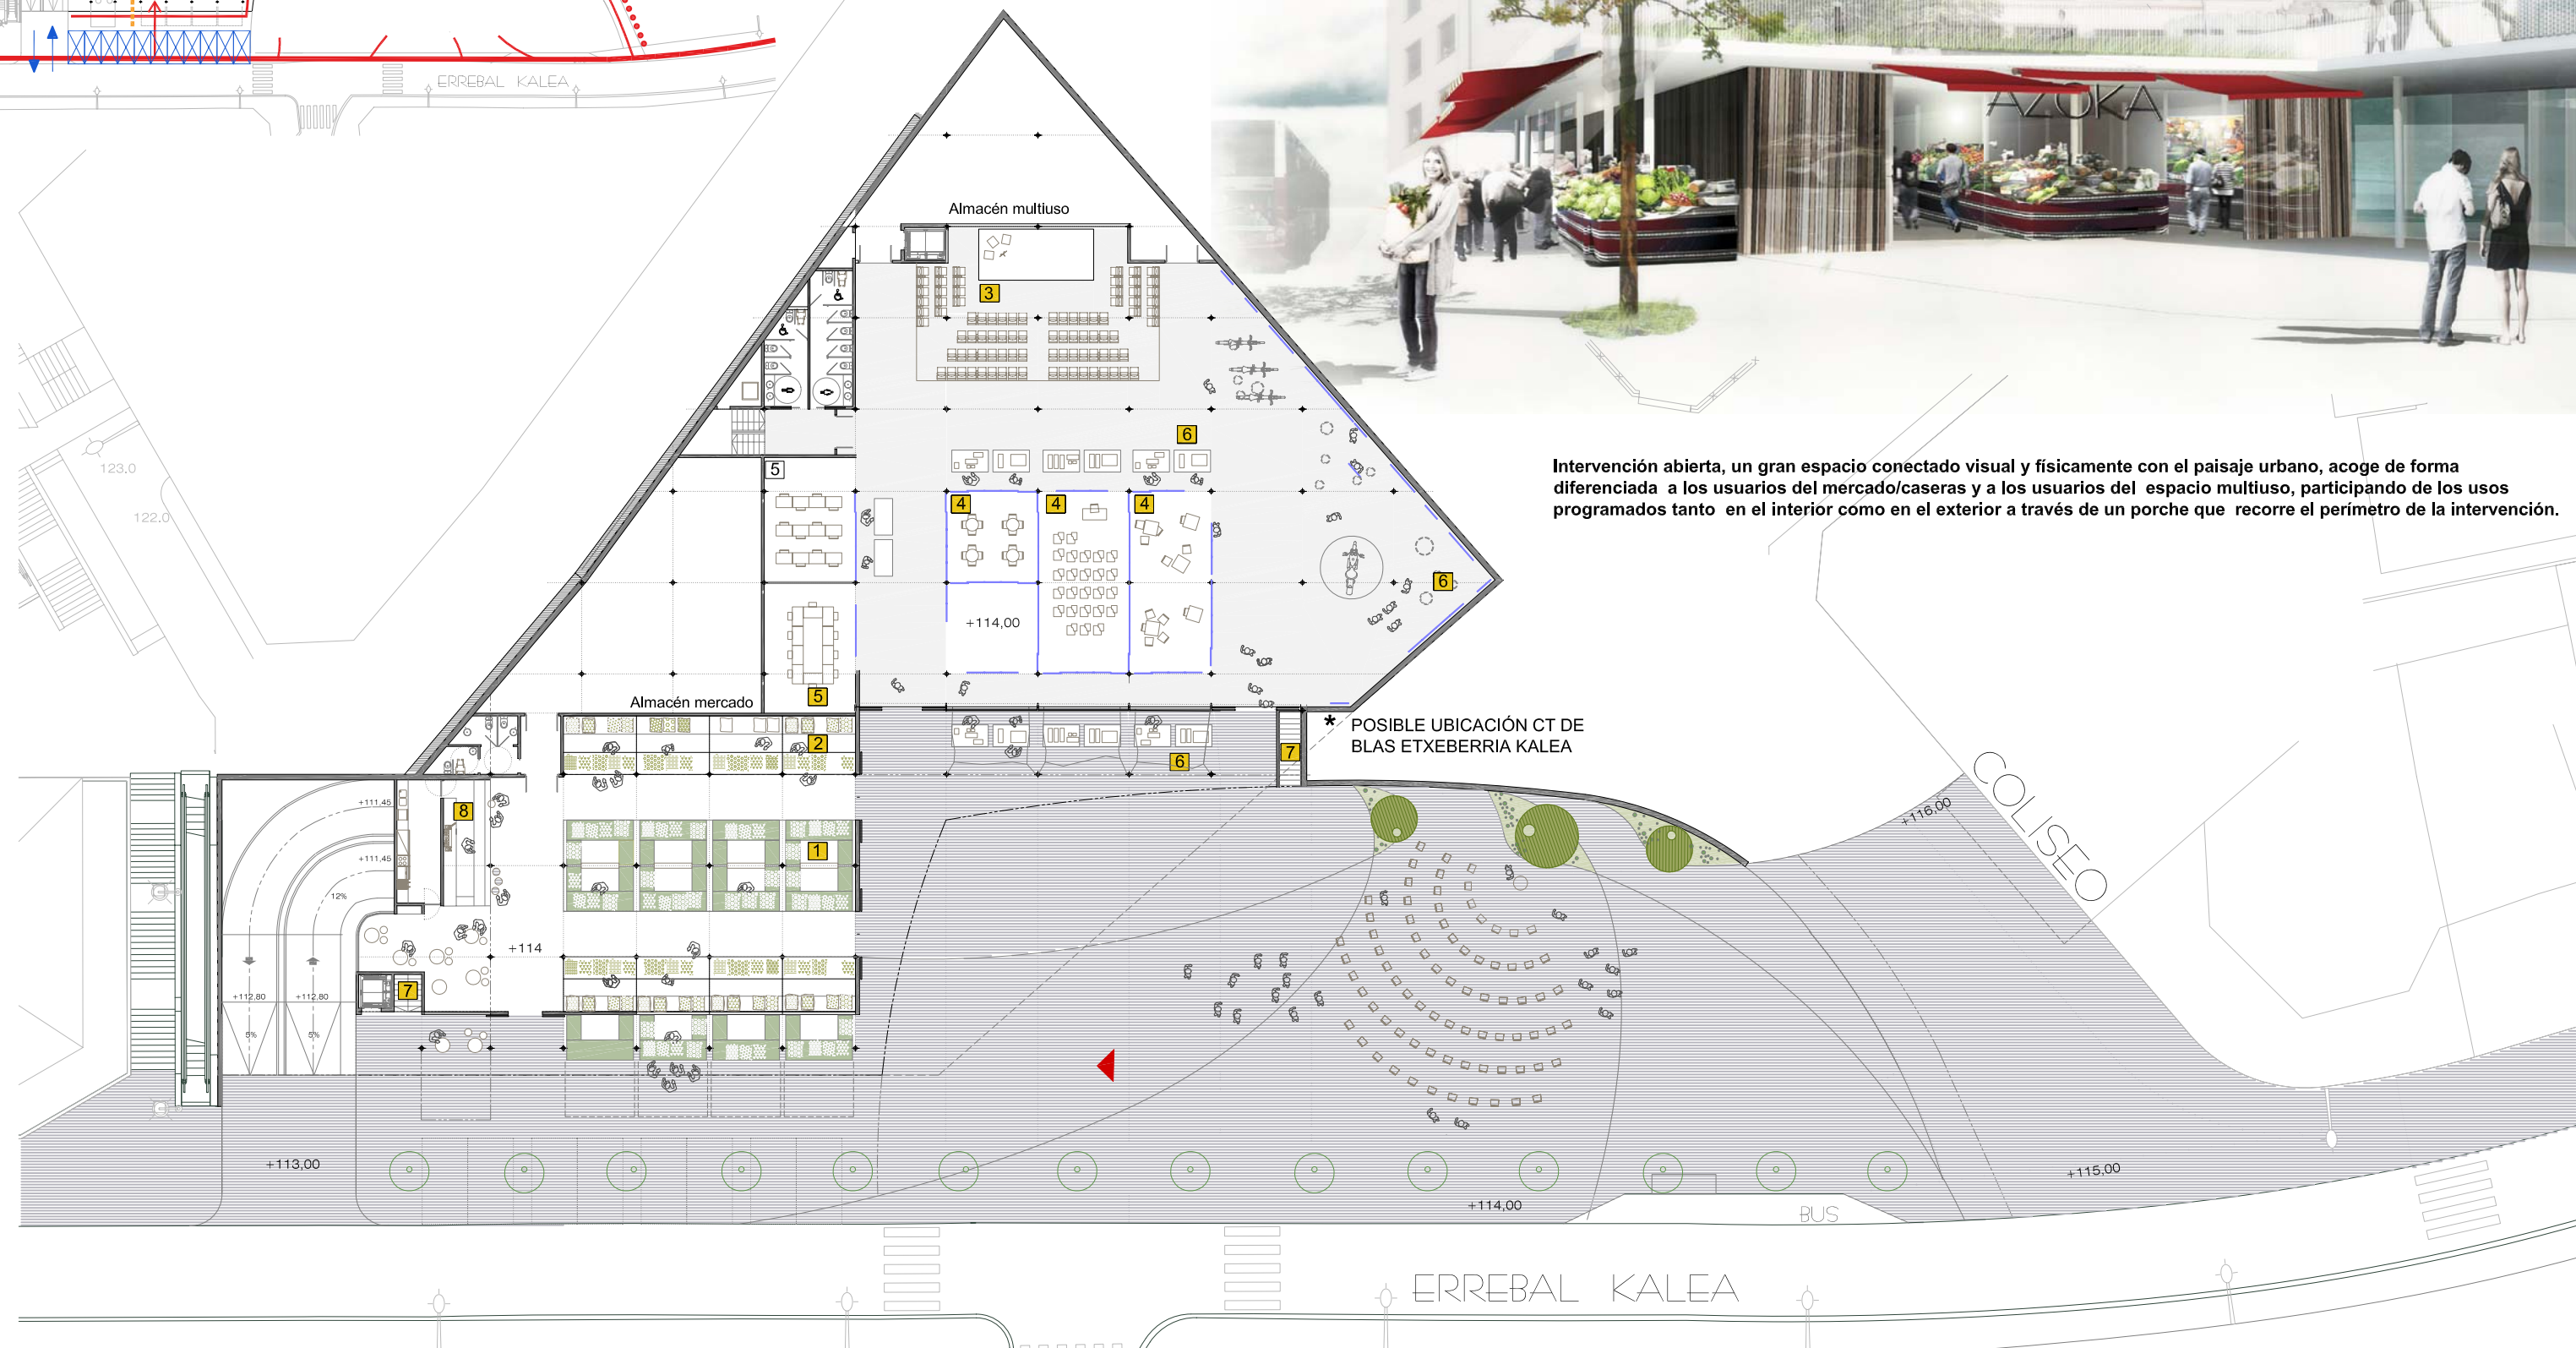 ERREBAL KALEA
AZOKA
Almacén multiuso
3
123.0
122.0
6
5
4
4
4
Intervención abierta, un gran espacio conectado visual y físicamente con el paisaje urbano, acoge de forma
diferenciada a los usuarios del mercado/caseras y a los usuarios del espacio multiuso, participando de los usos
programados tanto en el interior como en el exterior a través de un porche que recorre el perímetro de la intervención.
6
+114,00
5
Almacén mercado
* POSIBLE UBICACIÓN CT DE
BLAS ETXEBERRIA KALEA
2
7
6
COLISEO
+116,00
+111,45
8
1
+111,45
12%
+114
7
+112,80
+112,80
5%
5%
+113,00
+114,00
BUS
+115,00
ERREBAL KALEA